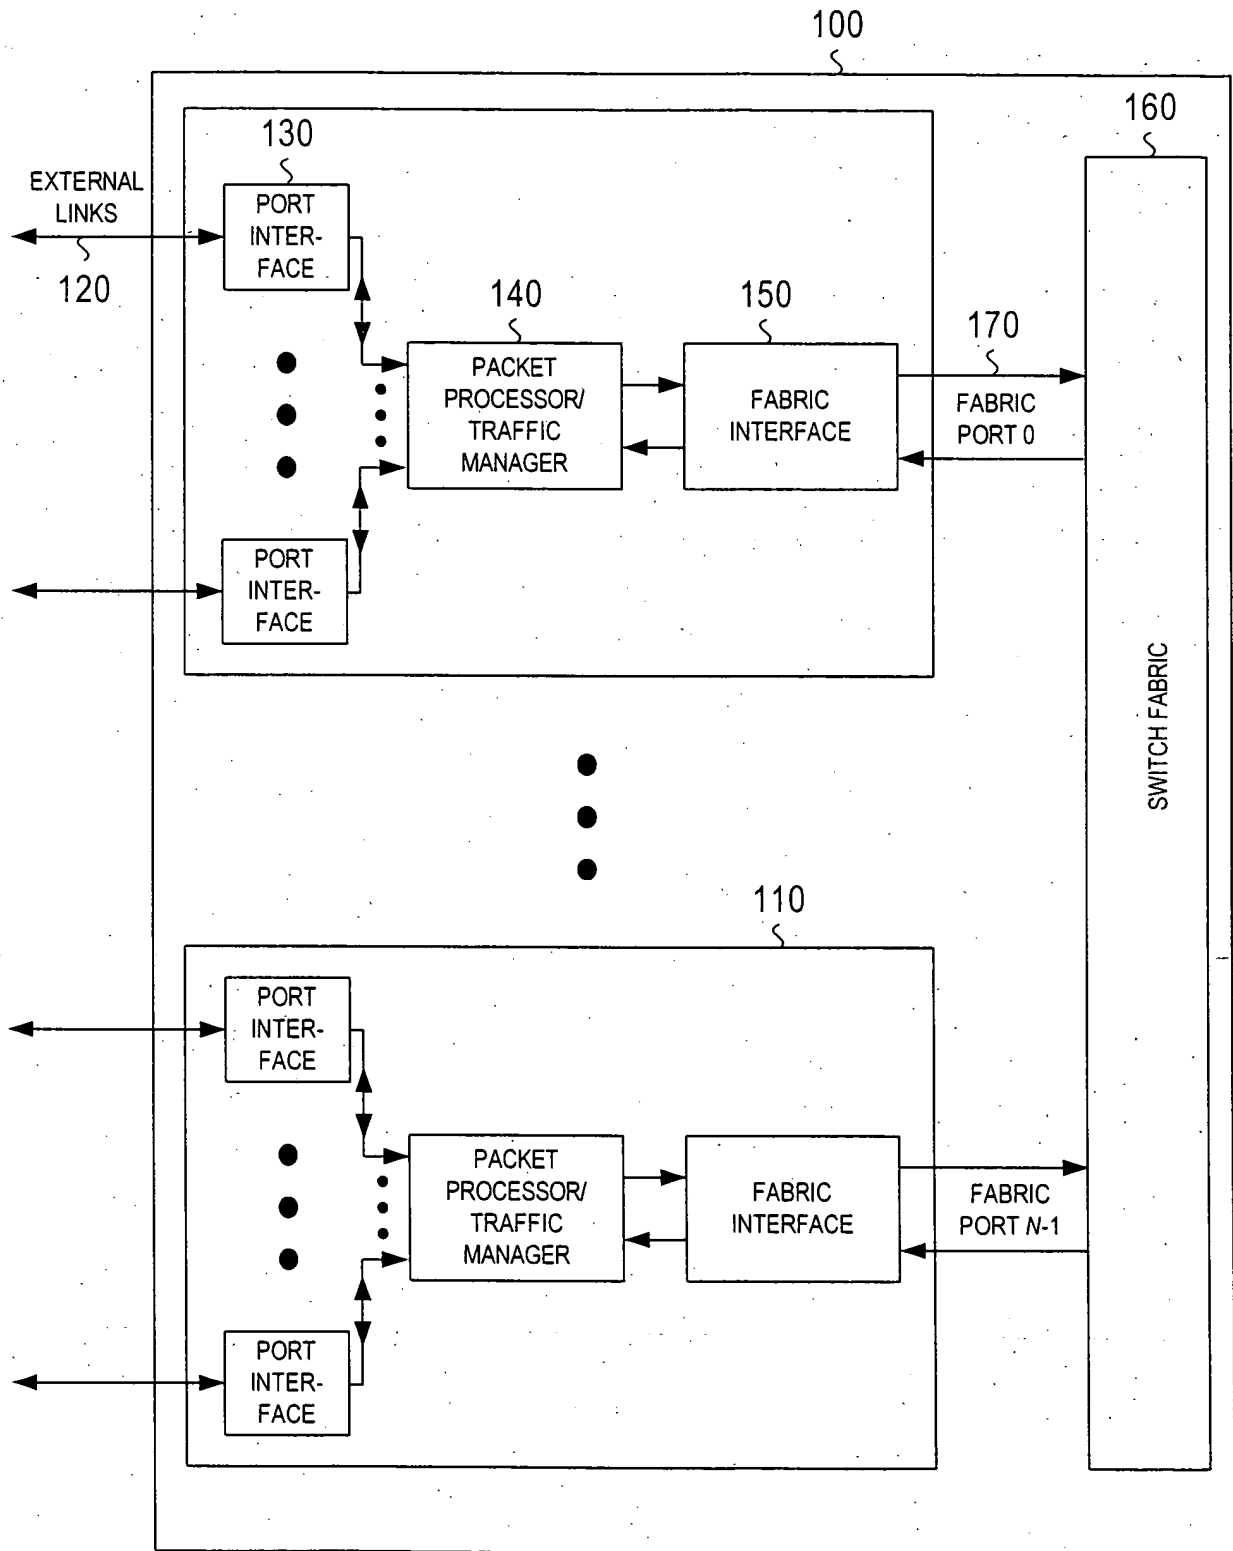 100
160
130
EXTERNAL
LINKS
120
PORT
INTER-
FACE
140
150
170
PACKET
PROCESSOR/
TRAFFIC
MANAGER
FABRIC
INTERFACE
FABRIC
PORT 0
PORT
INTER-
FACE
SWITCH FABRIC
110
PORT
INTER-
FACE
PACKET
PROCESSOR/
TRAFFIC
MANAGER
FABRIC
INTERFACE
FABRIC
PORT N-1
PORT
INTER-
FACE